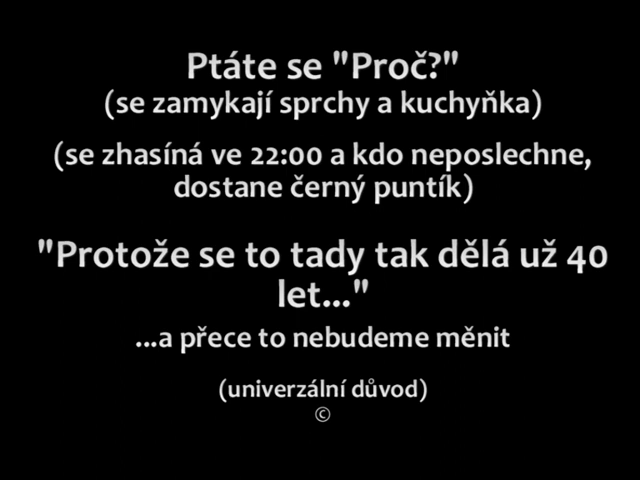 Ptáte se "Proč?"
(se zamykají sprchy a kuchyňka)
(se zhasíná ve 22:00 a kdo neposlechne,
dostane černý puntík)
"Protože se to tady tak dělá už 40
let..."
...a přece to nebudeme měnit
(univerzální důvod)
©